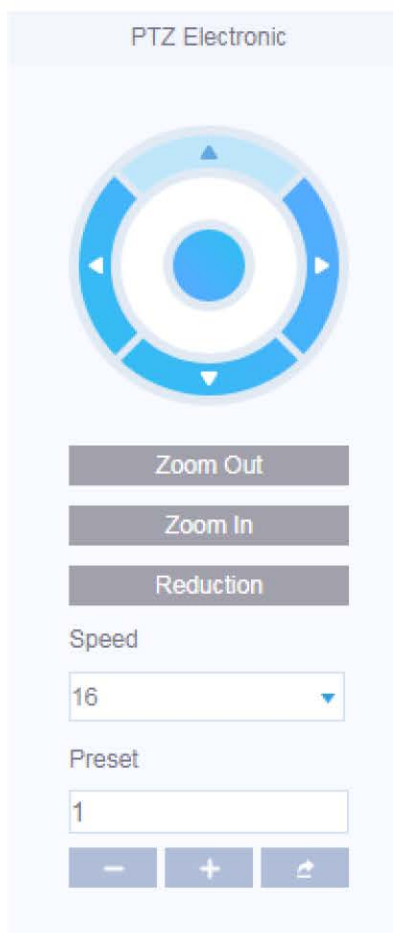 PTZ Electronic
Zoom Out
Zoom In
Reduction
Speed
16
Preset
1